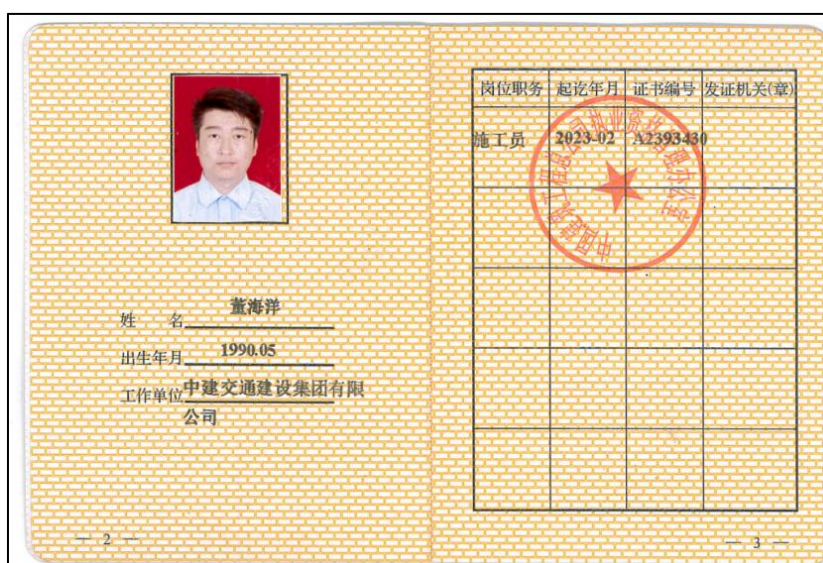 姓 名 董海洋
出生年月 1990.05
工作单位 中建交通建设集团有限
公司
— 2 —
岗位职务 起讫年月 证书编号 发证机关(章)
施工员 2023-02 A2393430
— 3 —